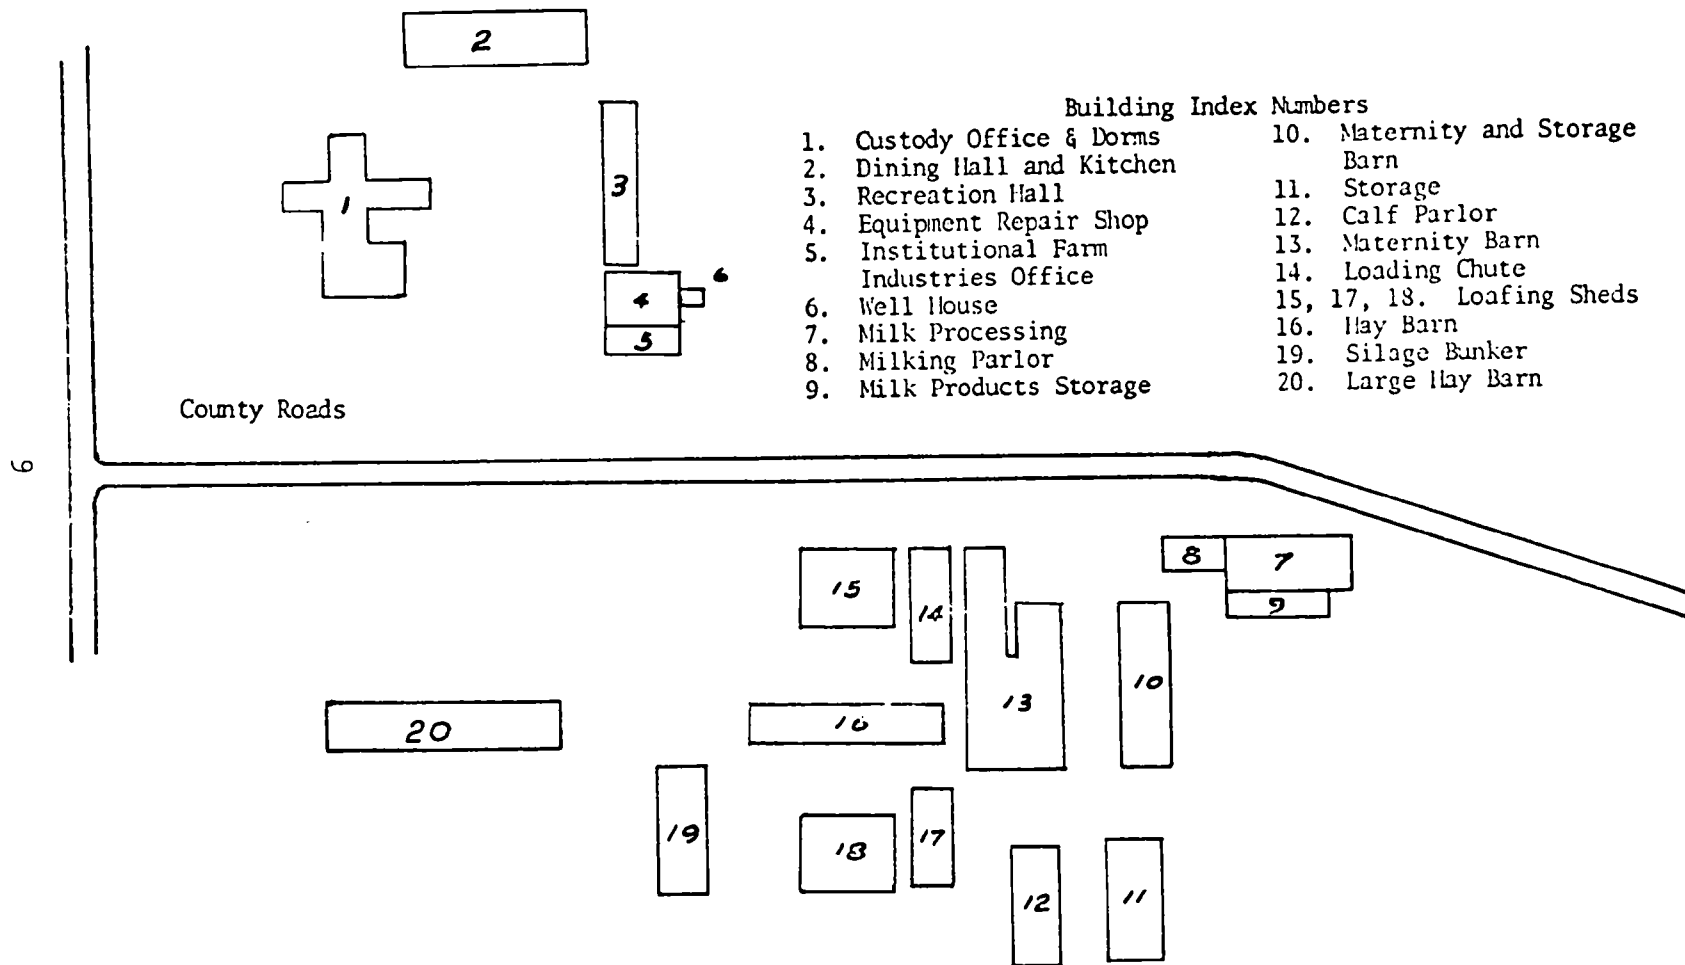 2
Building Index Numbers
1. Custody Office & Dorms
2. Dining Hall and Kitchen
3. Recreation Hall
4. Equipment Repair Shop
5. Institutional Farm
Industries Office
6. Well House
7. Milk Processing
8. Milking Parlor
9. Milk Products Storage
10. Maternity and Storage
Barn
11. Storage
12. Calf Parlor
13. Maternity Barn
14. Loading Chute
15, 17, 18. Loafing Sheds
16. Hay Barn
19. Silage Bunker
20. Large Hay Barn
1
3
6
4
5
County Roads
6
8
7
9
15
14
10
13
20
16
19
18
17
12
11